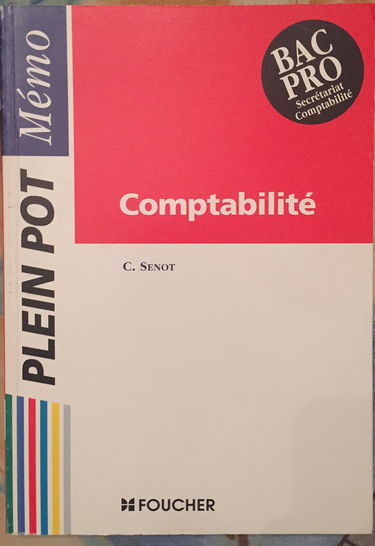 PLEIN POT Mémo
BAC
PRO
Secrétariat
Comptabilité
Comptabilité
C. SENOT
FOUCHER